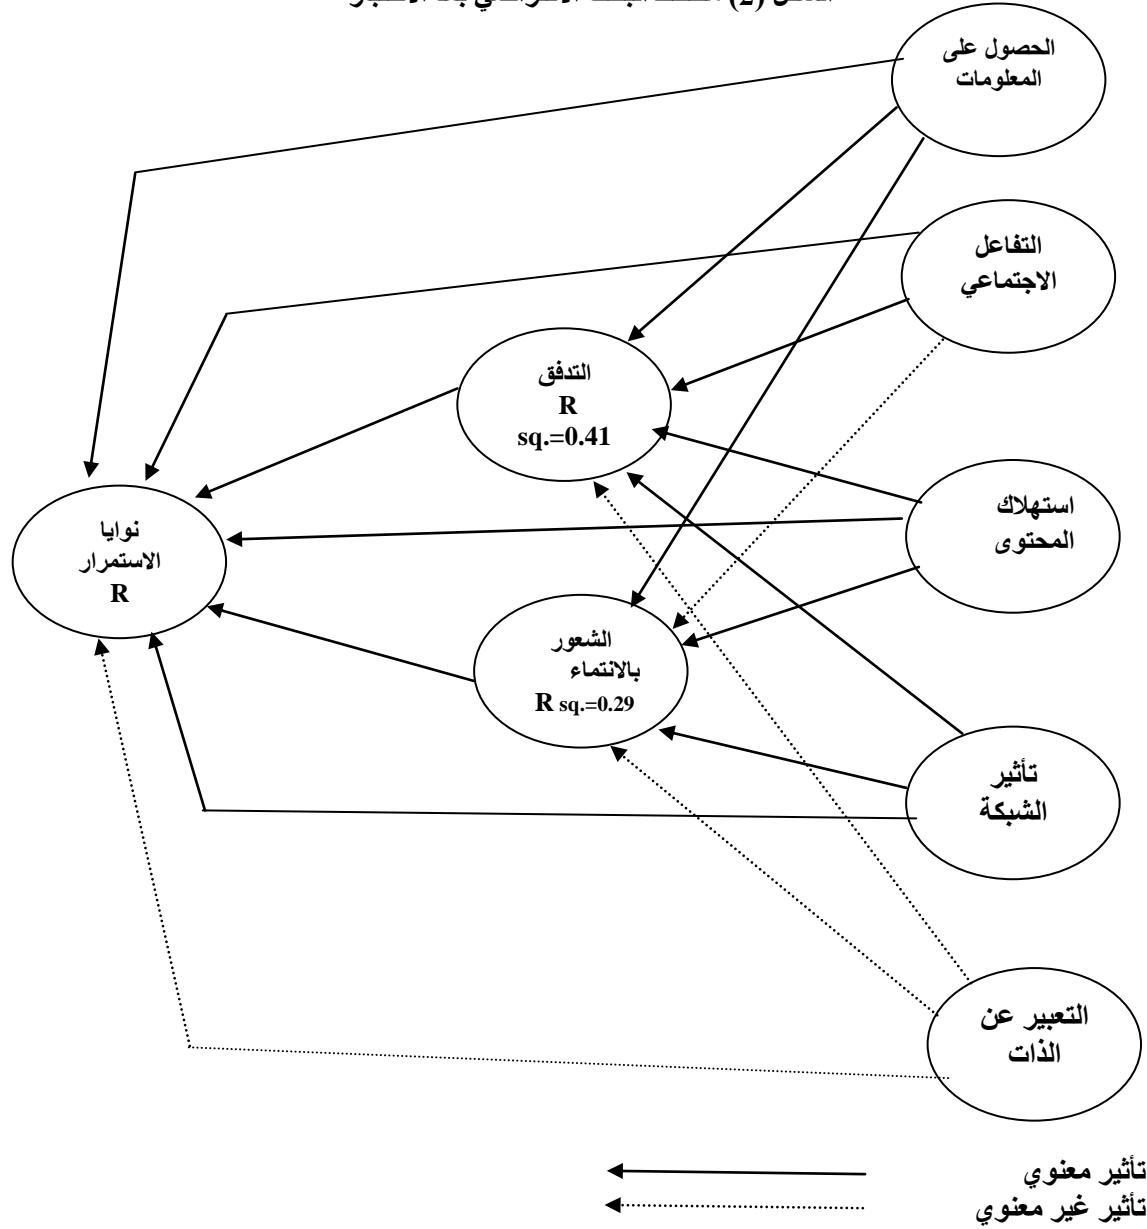 (2)
الحصول على
المعلومات
التفاعل
الاجتماعي
التدفق
R
sq.=0.41
استهلاك
المحتوى
نوايا
الاستمرار
R
الشعور
بالانتماء
R sq.=0.29
تأثير
الشبكة
التعبير عن
الذات
تأثير معنوي
تأثير غير معنوي